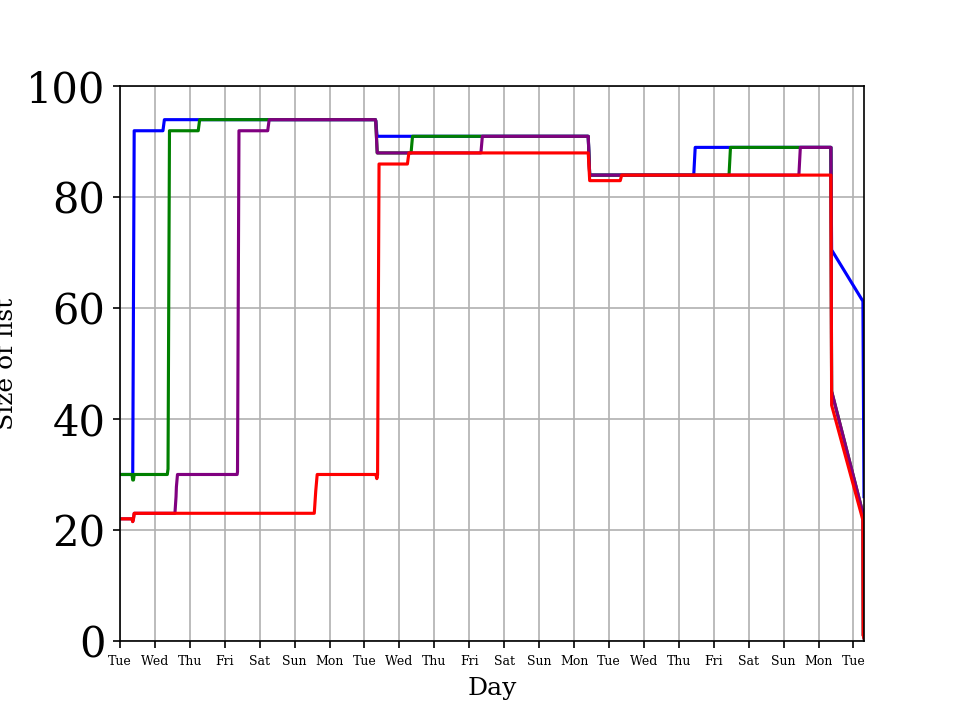 100
80
60
40
20
0
Size of list
Tue Wed Thu Fri Sat Sun Mon Tue Wed Thu Fri Sat Sun Mon Tue Wed Thu Fri Sat Sun Mon Tue
Day